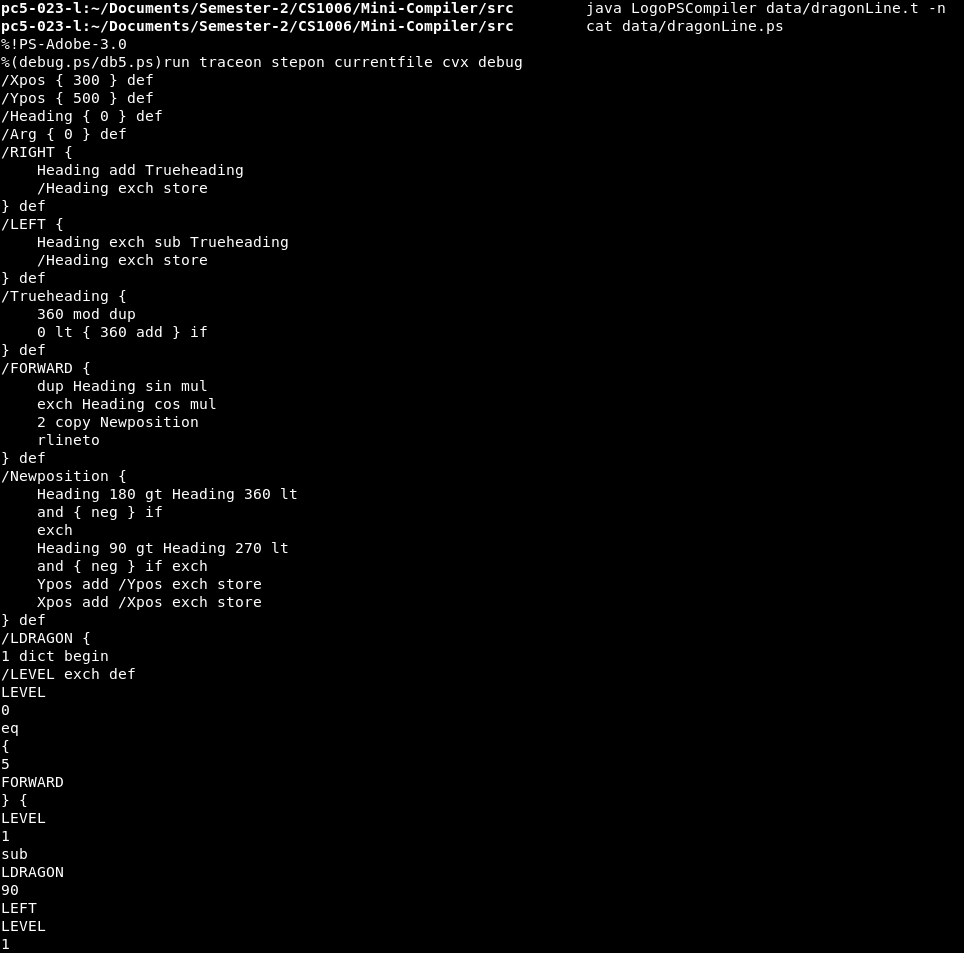 pc5-023-l:~/Documents/Semester-2/CS1006/Mini-Compiler/src        java LogoPSCompiler data/dragonLine.t -n
pc5-023-l:~/Documents/Semester-2/CS1006/Mini-Compiler/src        cat data/dragonLine.ps
%!PS-Adobe-3.0
%(debug.ps/db5.ps)run traceon stepon currentfile cvx debug
/Xpos { 300 } def
/Ypos { 500 } def
/Heading { 0 } def
/Arg { 0 } def
/RIGHT {
    Heading add Trueheading
    /Heading exch store
} def
/LEFT {
    Heading exch sub Trueheading
    /Heading exch store
} def
/Trueheading {
    360 mod dup
    0 lt { 360 add } if
} def
/FORWARD {
    dup Heading sin mul
    exch Heading cos mul
    2 copy Newposition
    rlineto
} def
/Newposition {
    Heading 180 gt Heading 360 lt
    and { neg } if
    exch
    Heading 90 gt Heading 270 lt
    and { neg } if exch
    Ypos add /Ypos exch store
    Xpos add /Xpos exch store
} def
/LDRAGON {
1 dict begin
/LEVEL exch def
LEVEL
0
eq
{
5
FORWARD
} {
LEVEL
1
sub
LDRAGON
90
LEFT
LEVEL
1